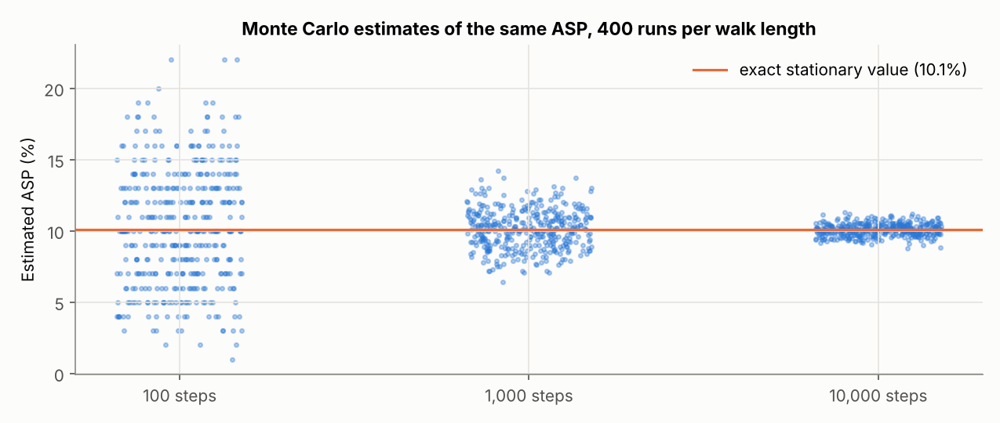 Monte Carlo estimates of the same ASP, 400 runs per walk length
exact stationary value (10.1%)
Estimated ASP (%)
20
15
10
5
0
100 steps
1,000 steps
10,000 steps